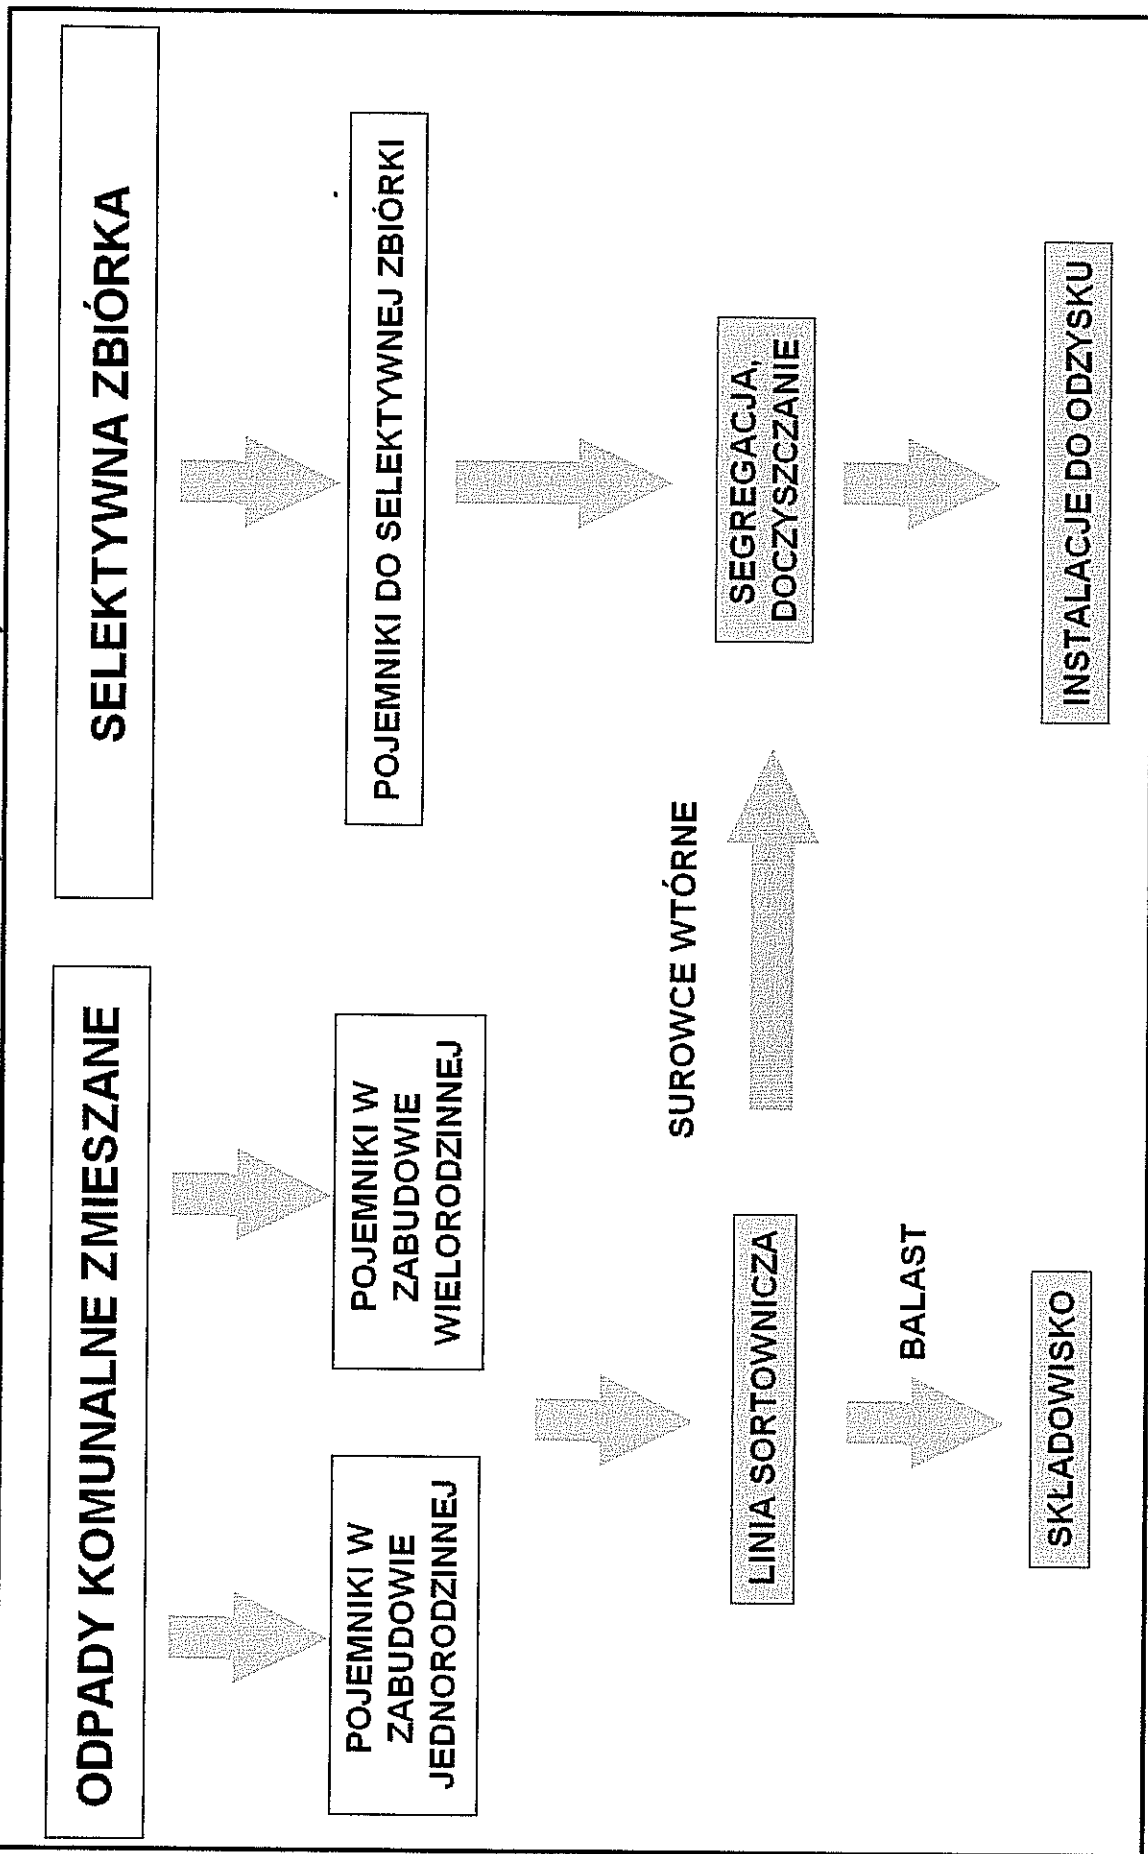 ODPADY KOMUNALNE ZMIESZANE
SELEKTYWNA ZBIÓRKA
POJEMNIKI W
ZABUDOWIE
JEDNORODZINNEJ
POJEMNIKI W
ZABUDOWIE
WIELORODZINNEJ
POJEMNIKI DO SELEKTYWNEJ ZBIÓRKI
SUROWCE WTÓRNE
LINIA SORTOWNICZA
SEGREGACJA,
DOCZYSZCZANIE
BALAST
SKŁADOWISKO
INSTALACJE DO ODZYSKU